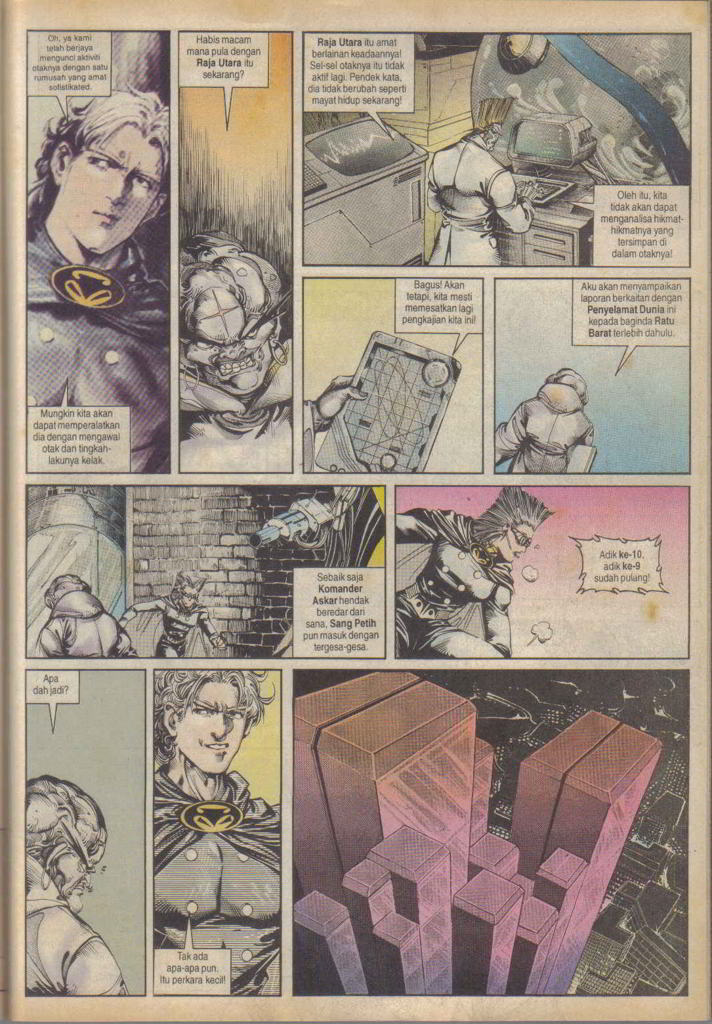 Oh, ya kami
telah berjaya
mengunci aktiviti
otaknya dengan satu
rumusan yang amat
sofistikated.
Mungkin kita akan
dapat memperalatkan
dia dengan mengawal
otak dan tingkah-
lakunya kelak.
Habis macam
mana pula dengan
Raja Utara itu
sekarang?
Raja Utara itu amat
berlainan keadaannya!
Sel-sel otaknya itu tidak
aktif lagi. Pendek kata,
dia tidak berubah seperti
mayat hidup sekarang!
Oleh itu, kita
tidak akan dapat
menganalisa hikmat-
hikmatnya yang
tersimpan di
dalam otaknya!
Bagus! Akan
tetapi, kita mesti
memesatkan lagi
pengkajian kita ini!
Aku akan menyampaikan
laporan berkaitan dengan
Penyelamat Dunia ini
kepada baginda Ratu
Barat terlebih dahulu.
Sebaik saja
Komander
Askar hendak
beredar dari
sana, Sang Petih
pun masuk dengan
tergesa-gesa.
Adik ke-10,
adik ke-9
sudah pulang!
Apa
dah jadi?
Tak ada
apa-apa pun.
Itu perkara kecil!